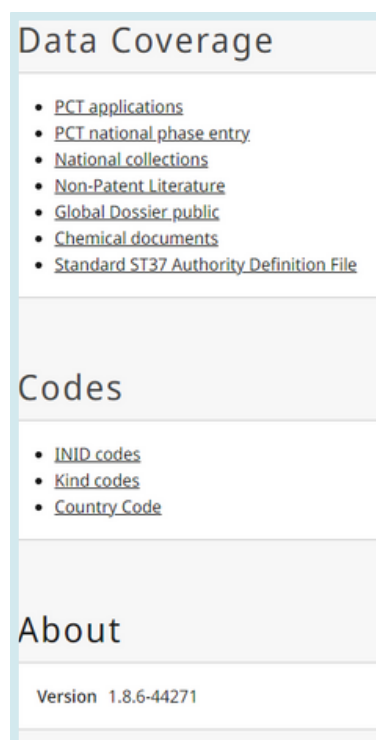 Data Coverage
PCT applications
PCT national phase entry
National collections
Non-Patent Literature
Global Dossier public
Chemical documents
Standard ST37 Authority Definition File
Codes
INID codes
Kind codes
Country Code
About
Version 1.8.6-44271